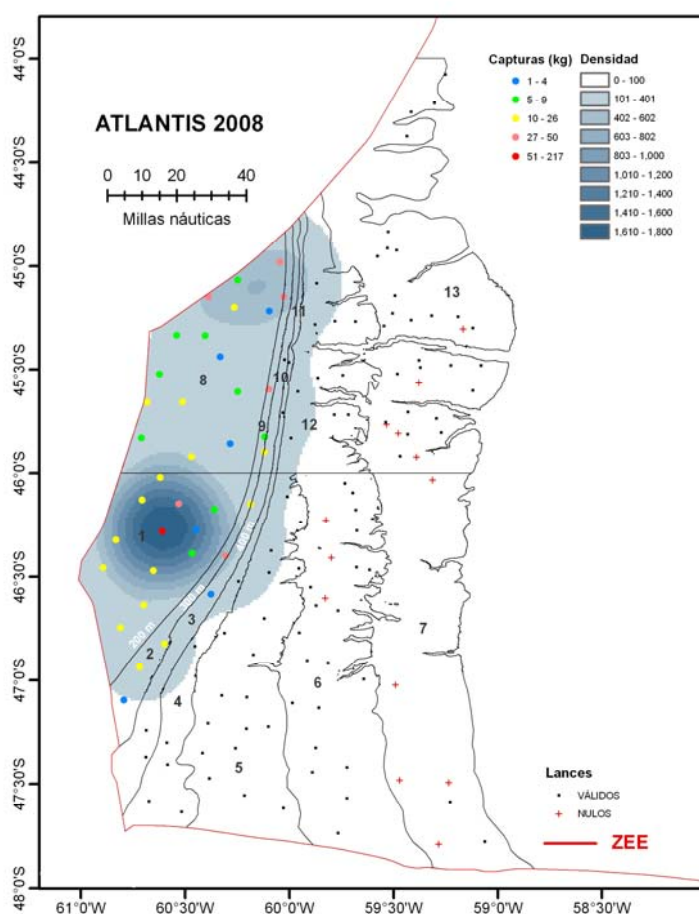 ATLANTIS 2008
0 10 20 40
Millas náuticas
Capturas (kg)
1 - 4
5 - 9
10 - 26
27 - 50
51 - 217
Densidad
0 - 100
101 - 401
402 - 602
603 - 802
803 - 1,000
1,010 - 1,200
1,210 - 1,400
1,410 - 1,600
1,610 - 1,800
44°0'S
44°30'S
45°0'S
45°30'S
46°0'S
46°30'S
47°0'S
47°30'S
48°0'S
13
11
8
10
9
12
1
400 m
300 m
200 m
3
2
7
6
4
5
Lances
VÁLIDOS
NULOS
ZEE
61°0'W
60°30'W
60°0'W
59°30'W
59°0'W
58°30'W